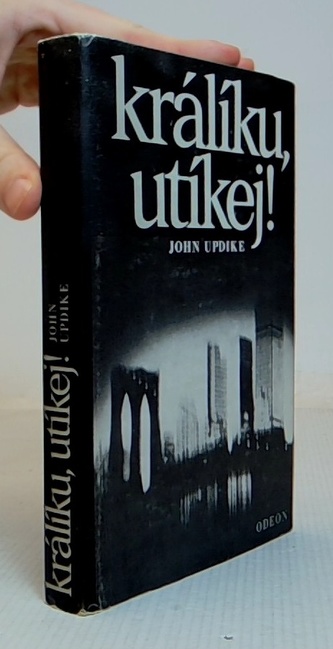 králíku,
utíkej!
JOHN UPDIKE
ODEON
králíku, utíkej!
JOHN
UPDIKE